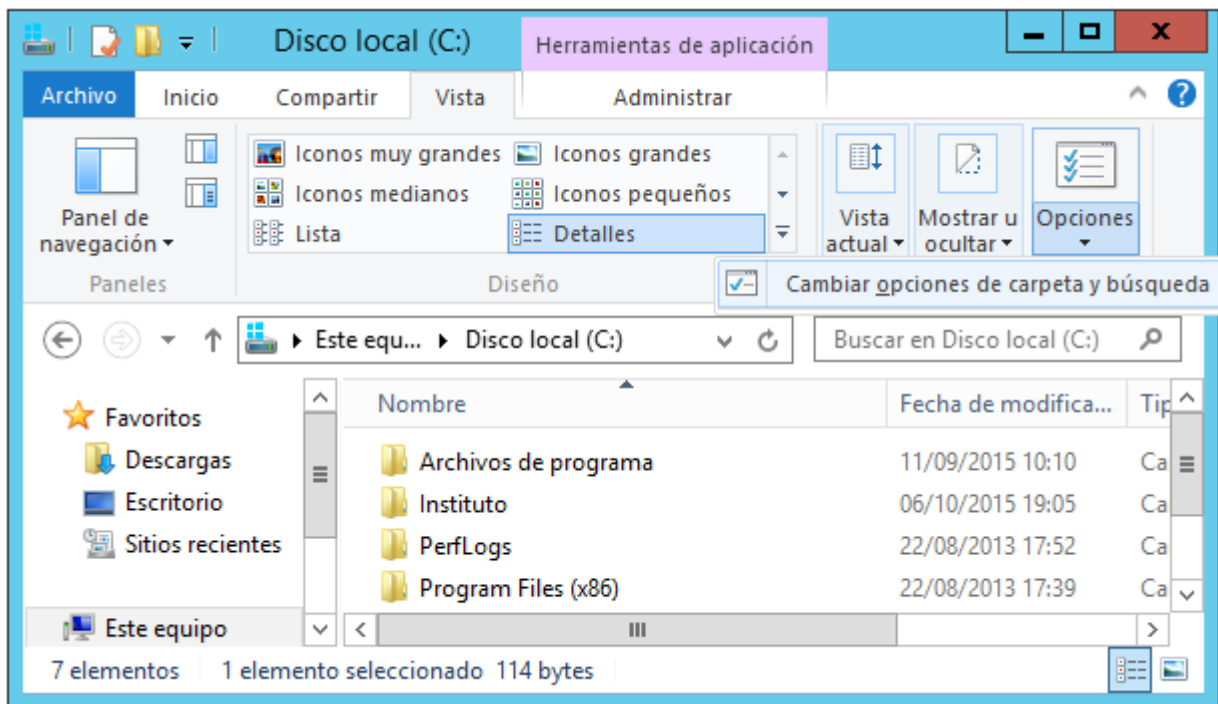 Disco local (C:)
Herramientas de aplicación
Archivo Inicio Compartir Vista Administrar
Iconos muy grandes Iconos grandes
Iconos medianos Iconos pequeños
Lista Detalles
Panel de
navegación
Vista
actual
Mostrar u
ocultar
Opciones
Paneles Diseño
Cambiar opciones de carpeta y búsqueda
Este equ... Disco local (C:) Buscar en Disco local (C:)
Nombre Fecha de modifica... Tip
Favoritos
Descargas
Escritorio
Sitios recientes
Este equipo
Archivos de programa 11/09/2015 10:10 Ca
Instituto 06/10/2015 19:05 Ca
PerfLogs 22/08/2013 17:52 Ca
Program Files (x86) 22/08/2013 17:39 Ca
7 elementos 1 elemento seleccionado 114 bytes